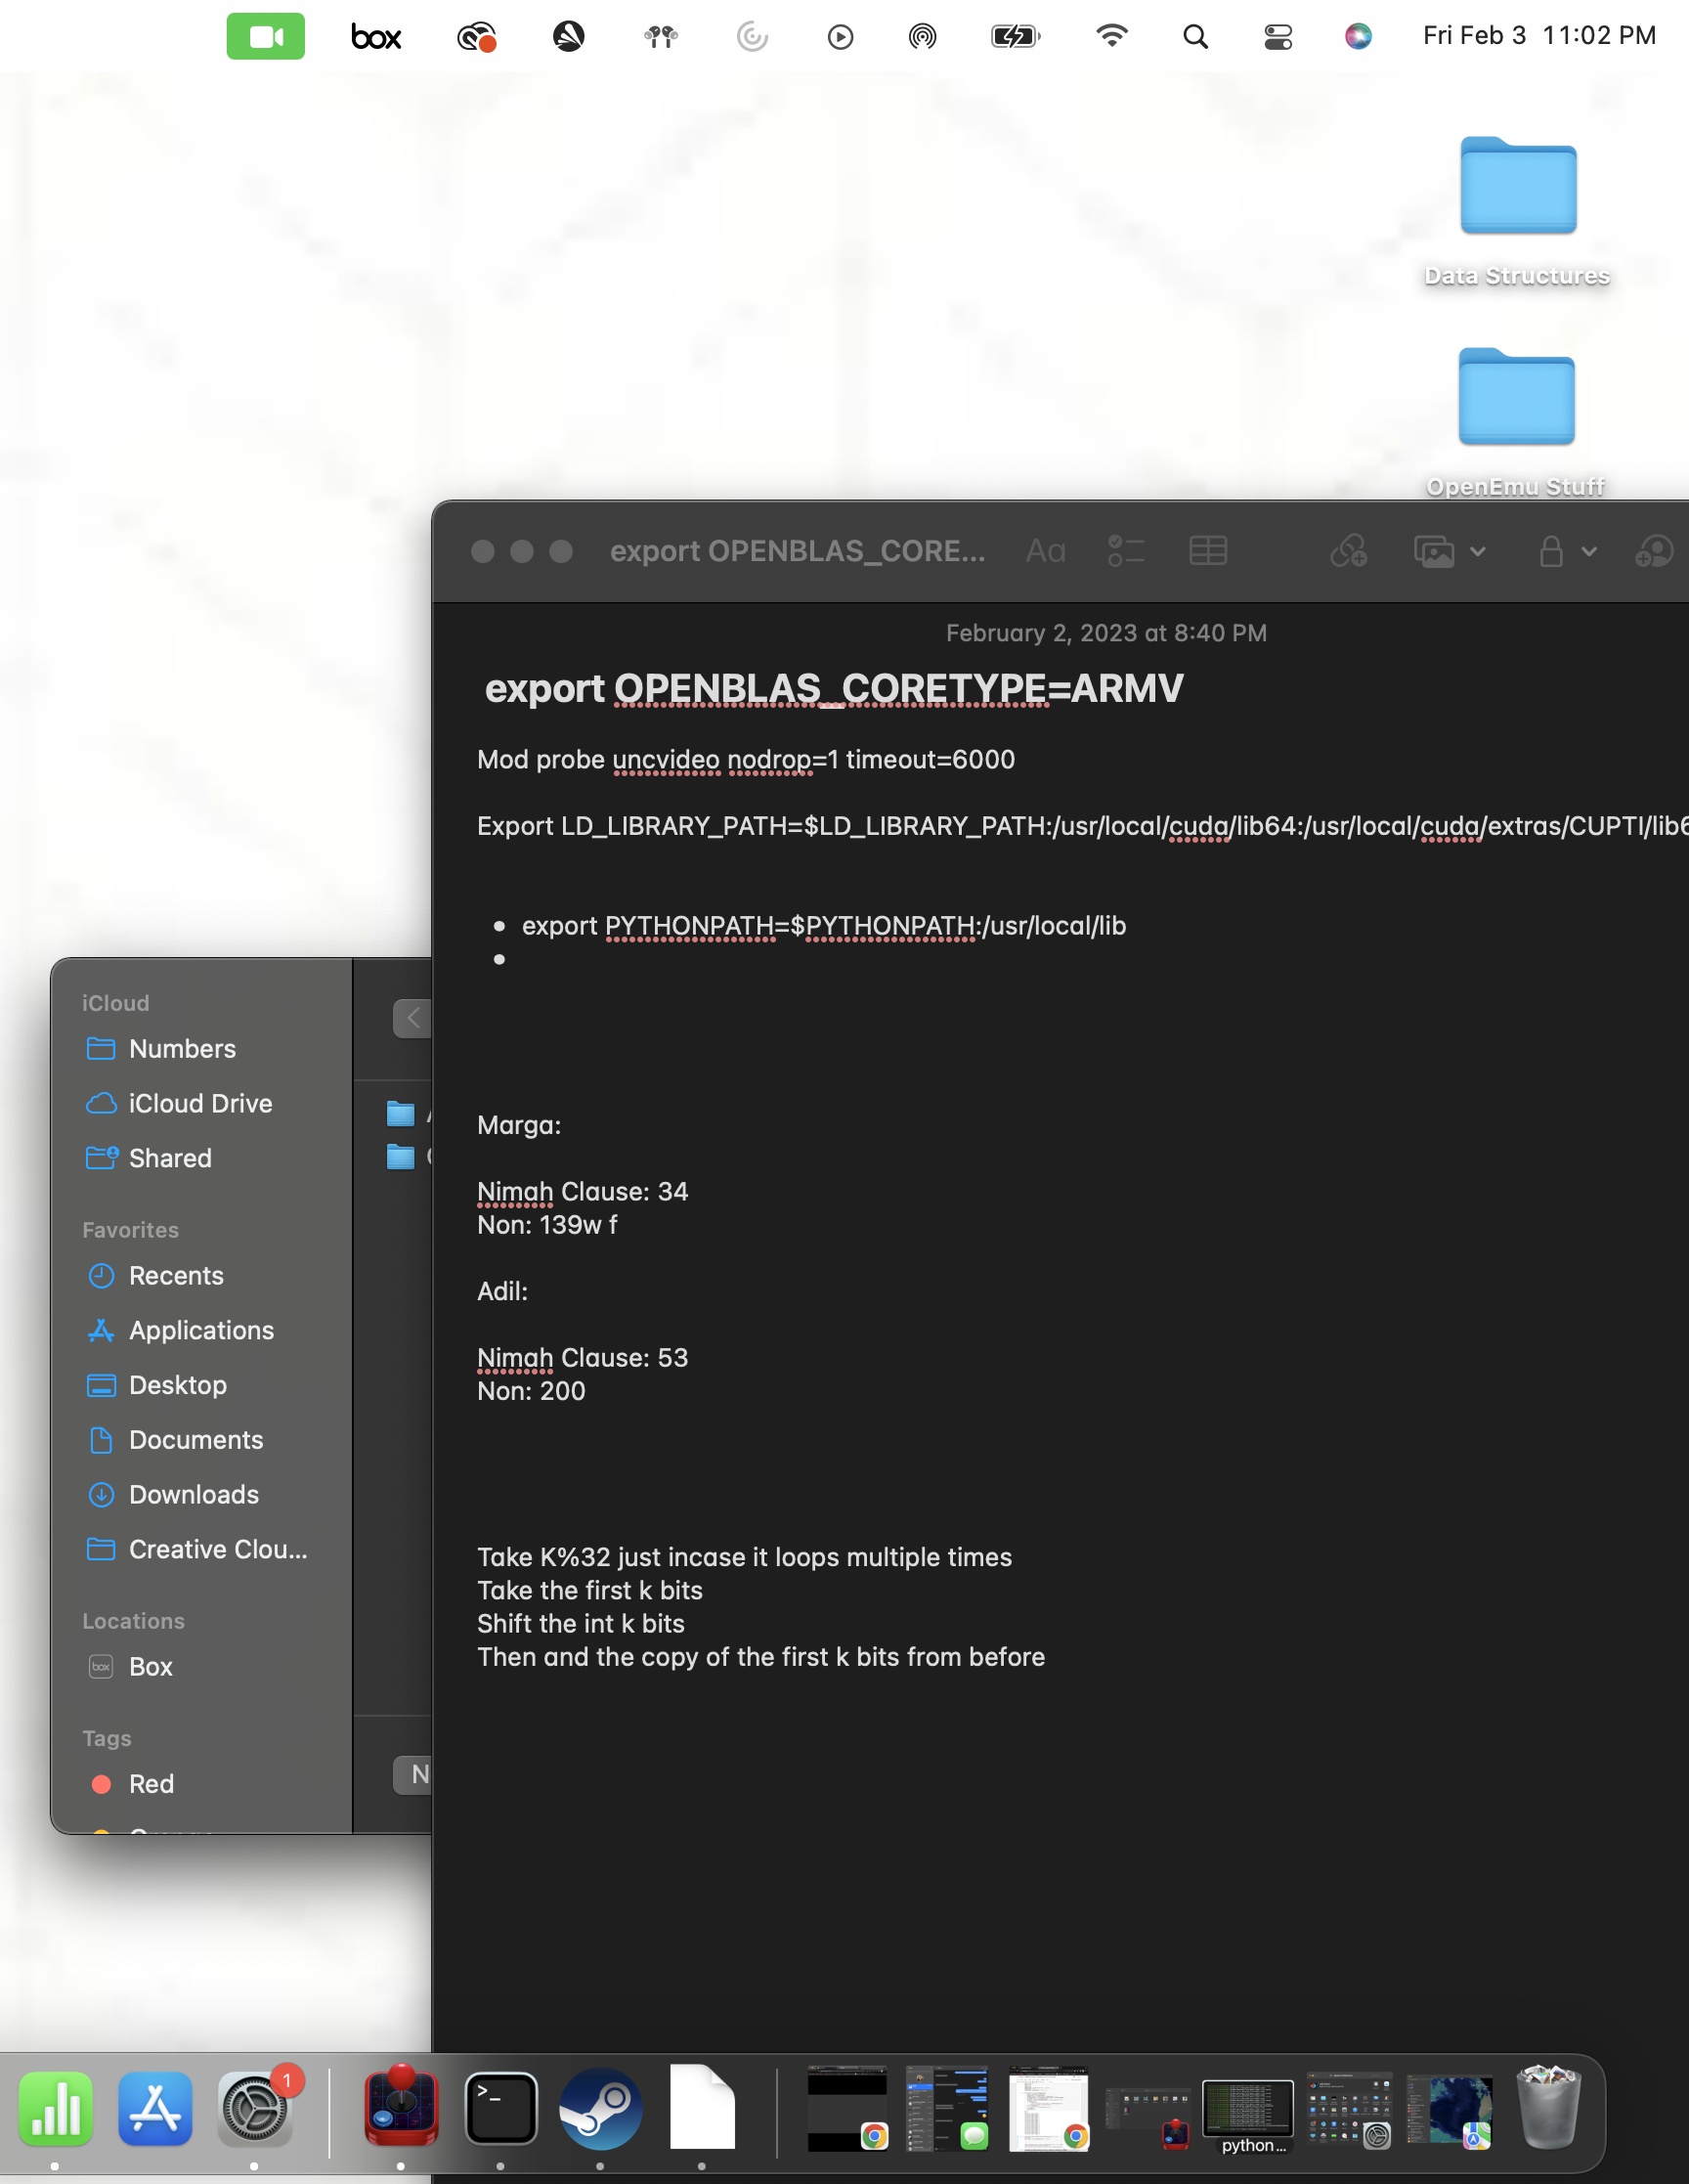 box
Fri Feb 3 11:02 PM
Data Structures
OpenEmu Stuff
export OPENBLAS_CORE...
Aa
February 2, 2023 at 8:40 PM
export OPENBLAS_CORETYPE=ARMV
Mod probe uncvideo nodrop=1 timeout=6000
Export LD_LIBRARY_PATH=$LD_LIBRARY_PATH:/usr/local/cuda/lib64:/usr/local/cuda/extras/CUPTI/lib6
• export PYTHONPATH=$PYTHONPATH:/usr/local/lib
•
Marga:
Nimah Clause: 34
Non: 139w f
Adil:
Nimah Clause: 53
Non: 200
Take K%32 just incase it loops multiple times
Take the first k bits
Shift the int k bits
Then and the copy of the first k bits from before
iCloud
Numbers
iCloud Drive
Shared
Favorites
Recents
Applications
Desktop
Documents
Downloads
Creative Clou...
Locations
box
Box
Tags
Red
N
1
>_
python...